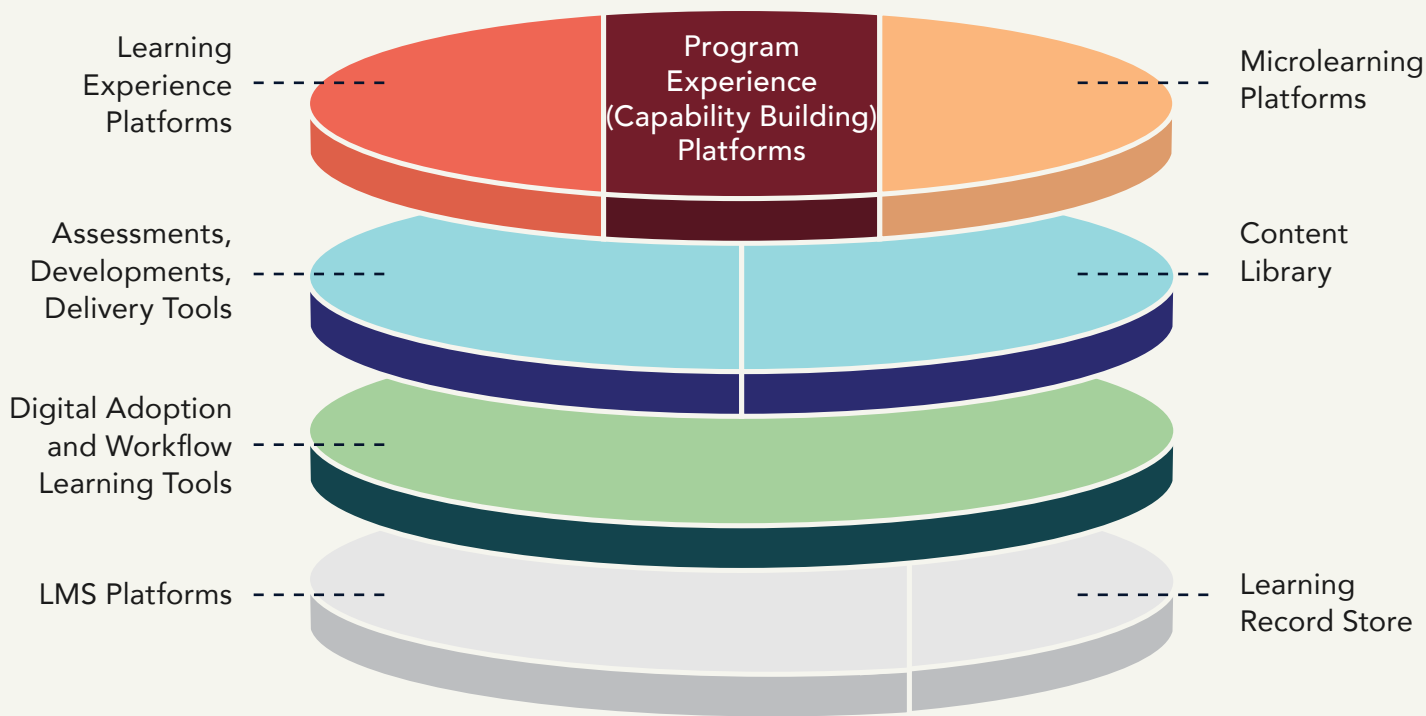 Learning
Experience
Platforms
Program
Experience
(Capability Building)
Platforms
Microlearning
Platforms
Assessments,
Developments,
Delivery Tools
Content
Library
Digital Adoption
and Workflow
Learning Tools
LMS Platforms
Learning
Record Store